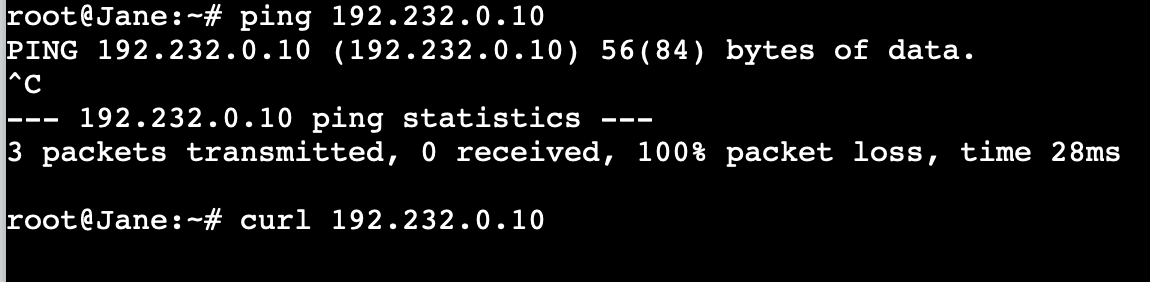 root@Jane:~# ping 192.232.0.10
PING 192.232.0.10 (192.232.0.10) 56(84) bytes of data.
^C
--- 192.232.0.10 ping statistics ---
3 packets transmitted, 0 received, 100% packet loss, time 28ms
root@Jane:~# curl 192.232.0.10